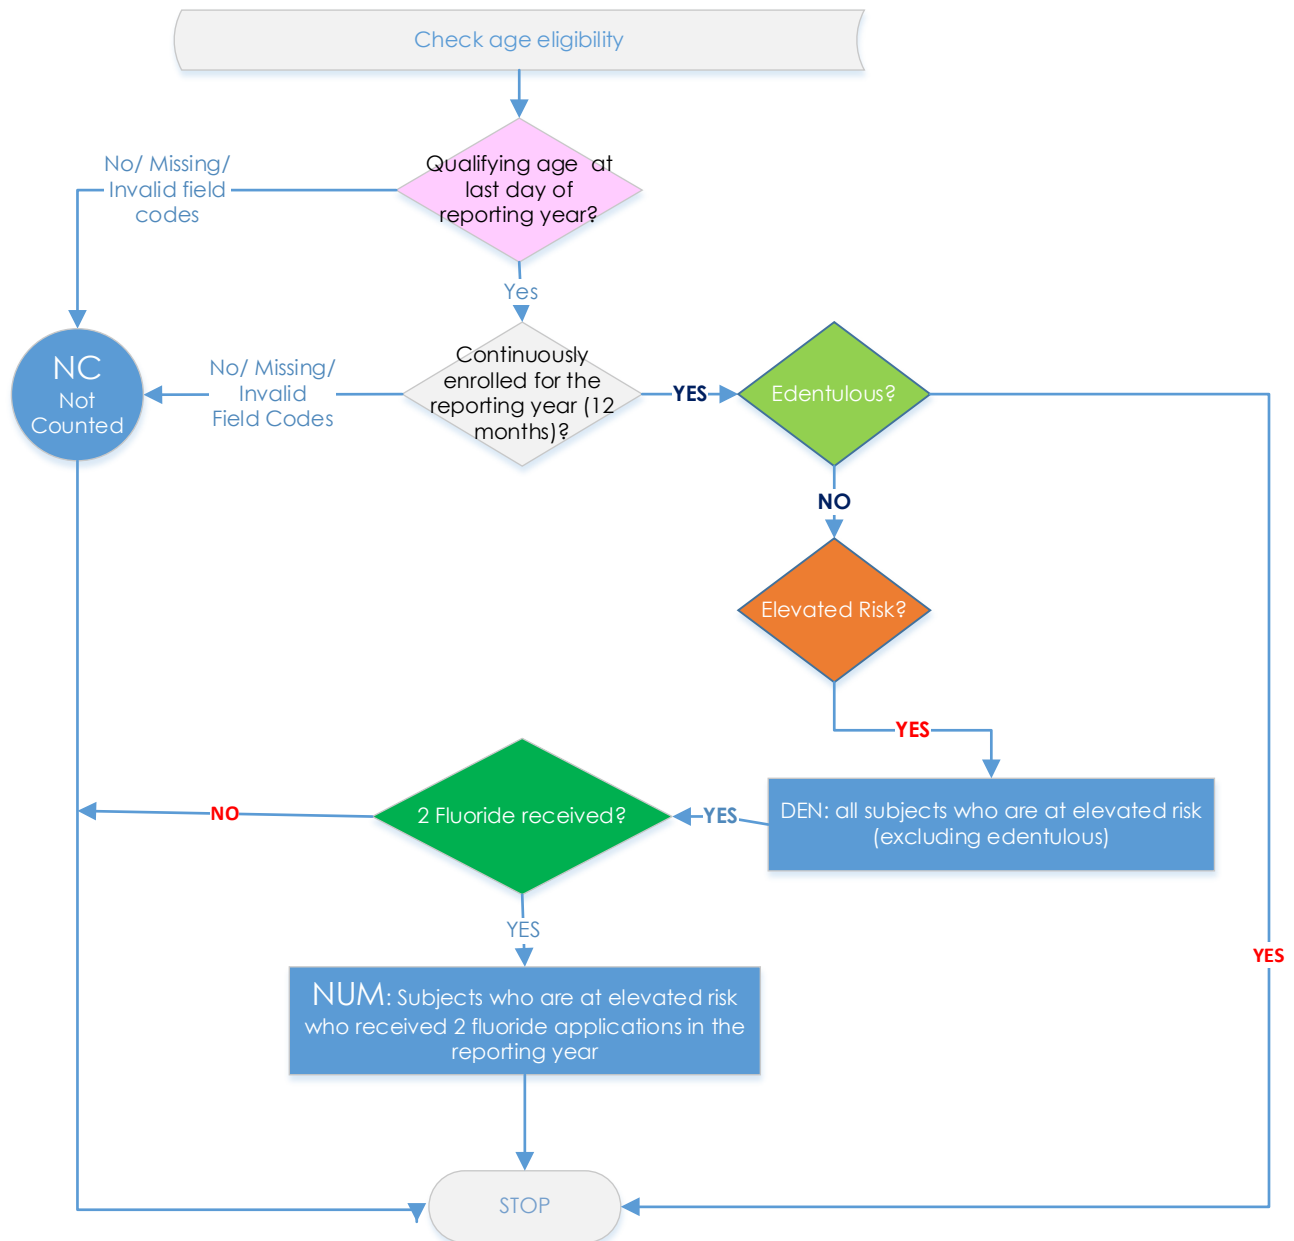 Check age eligibility
Qualifying age at
last day of
reporting year?
No/ Missing/
Invalid field
codes
Yes
NC
Not
Counted
No/ Missing/
Invalid
Field Codes
Continuously
enrolled for the
reporting year (12
months)?
YES
Edentulous?
NO
Elevated Risk?
YES
DEN: all subjects who are at elevated risk
(excluding edentulous)
YES
2 Fluoride received?
NO
YES
YES
NUM: Subjects who are at elevated risk
who received 2 fluoride applications in the
reporting year
STOP